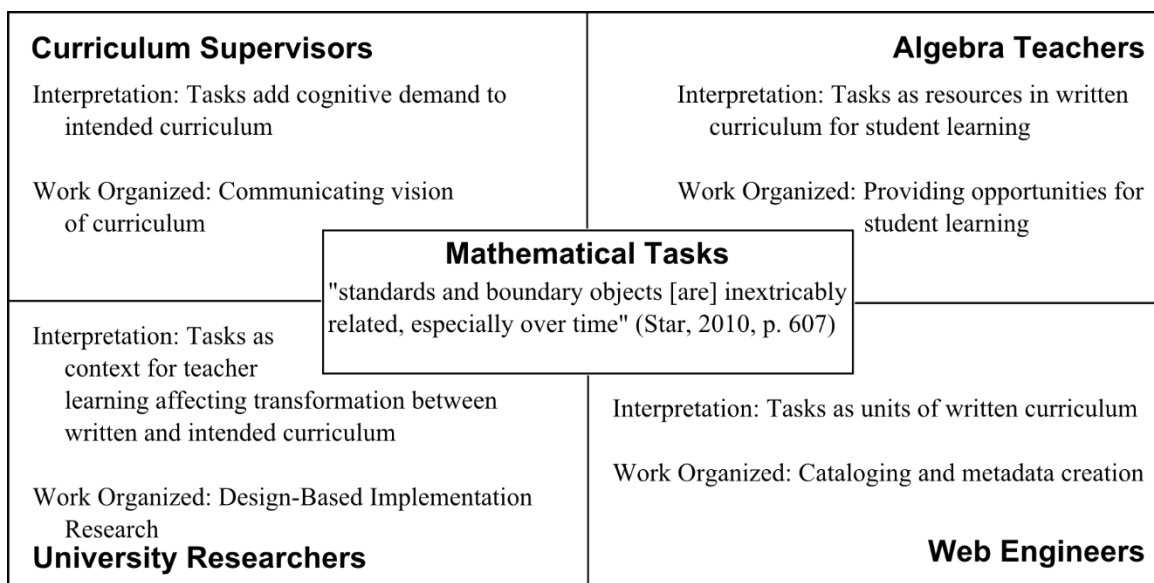 Curriculum Supervisors
Interpretation: Tasks add cognitive demand to
intended curriculum
Work Organized: Communicating vision
of curriculum
Algebra Teachers
Interpretation: Tasks as resources in written
curriculum for student learning
Work Organized: Providing opportunities for
student learning
Mathematical Tasks
"standards and boundary objects [are] inextricably
related, especially over time" (Star, 2010, p. 607)
Interpretation: Tasks as
context for teacher
learning affecting transformation between
written and intended curriculum
Work Organized: Design-Based Implementation
Research
University Researchers
Interpretation: Tasks as units of written curriculum
Work Organized: Cataloging and metadata creation
Web Engineers